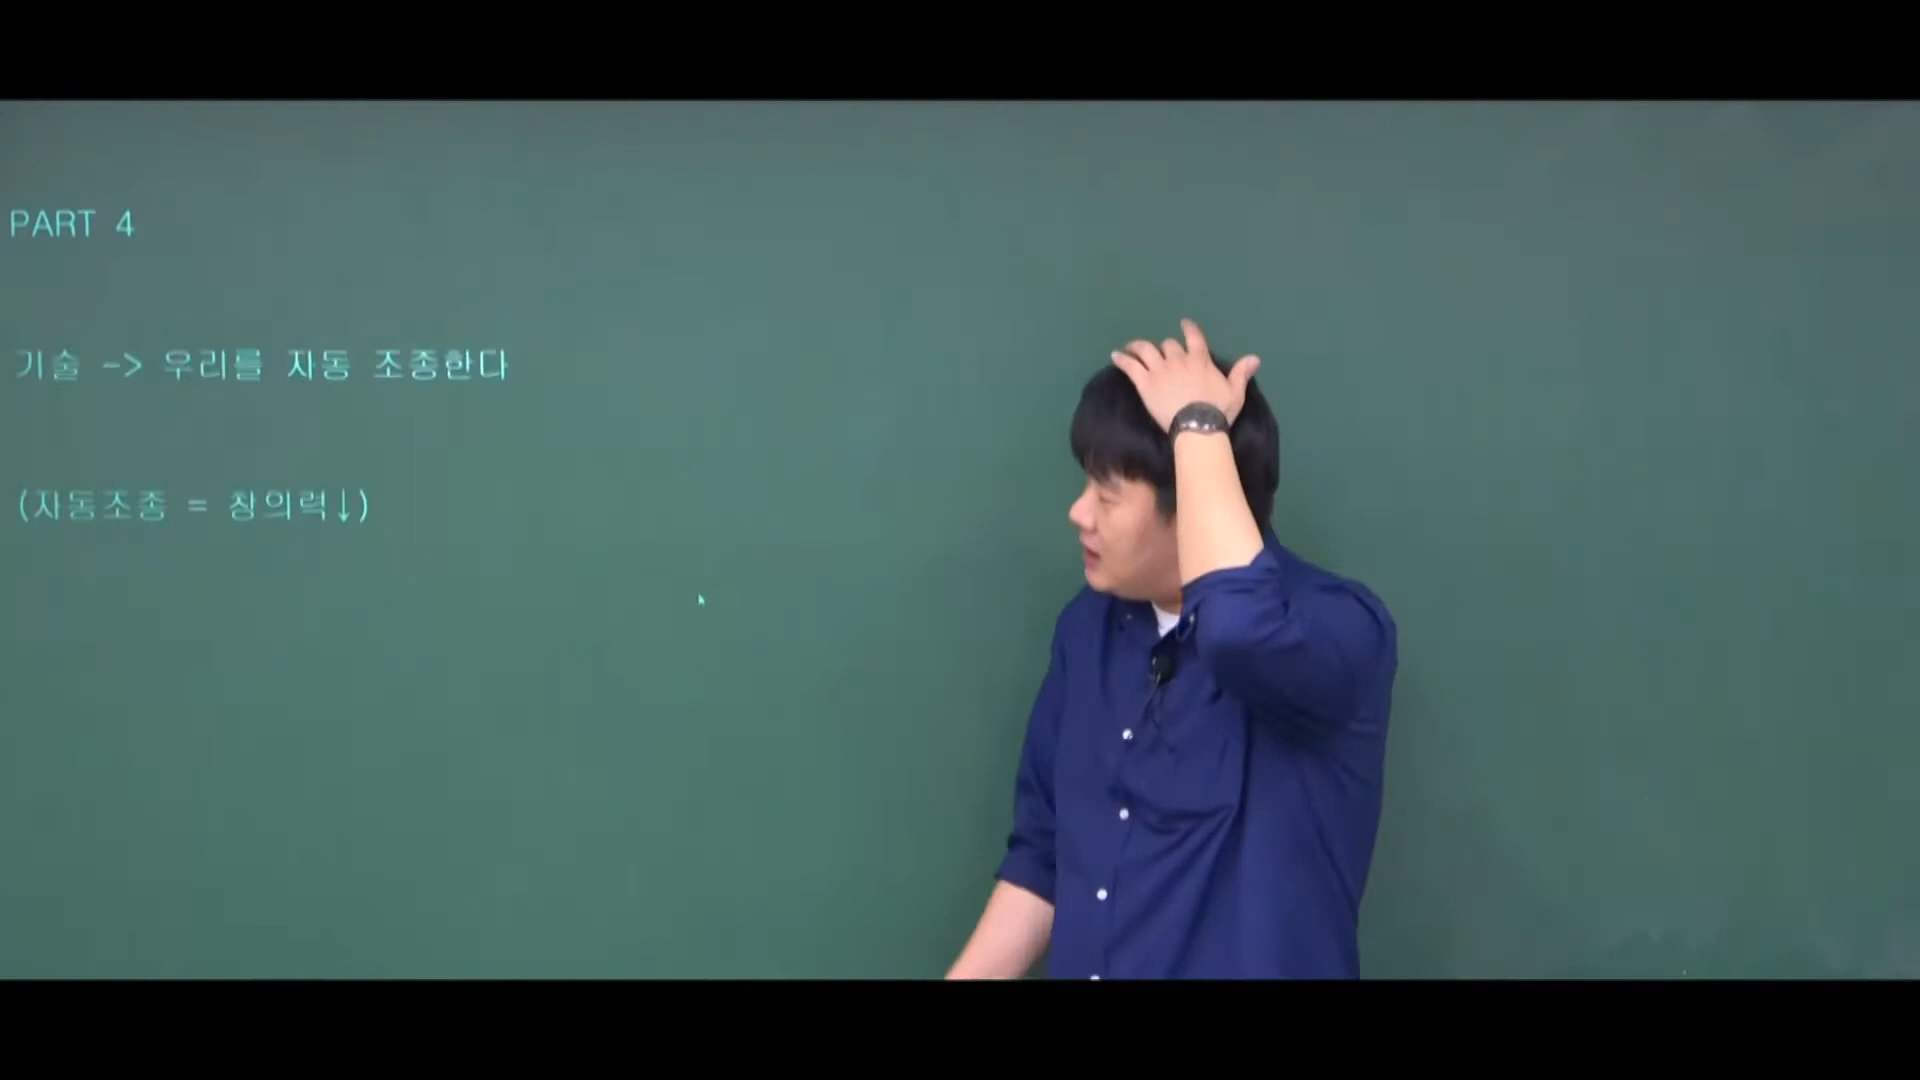 PART 4
기술 -> 우리를 자동 조종한다
(자동조종 = 창의력↓)